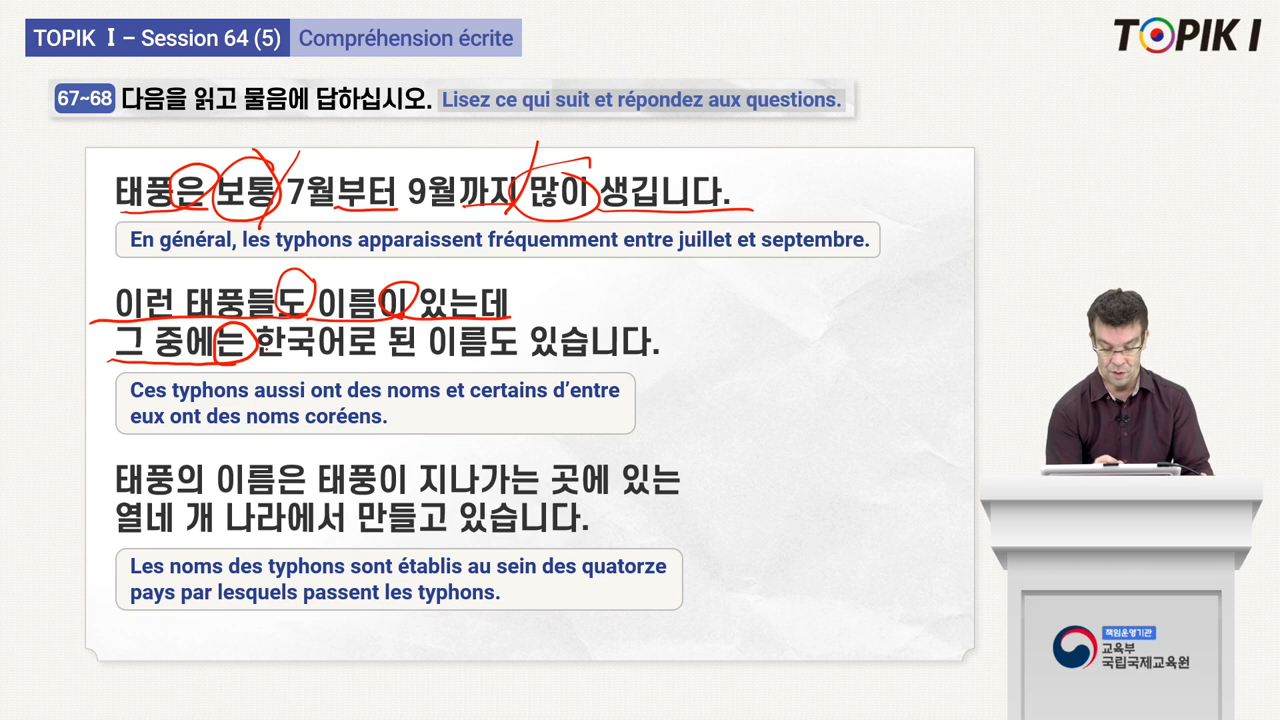 TOPIK Ⅰ – Session 64 (5) Compréhension écrite
TOPIK I
67~68 다음을 읽고 물음에 답하십시오. Lisez ce qui suit et répondez aux questions.
태풍은 보통 7월부터 9월까지 많이 생깁니다.
En général, les typhons apparaissent fréquemment entre juillet et septembre.
이런 태풍들도 이름이 있는데
그 중에는 한국어로 된 이름도 있습니다.
Ces typhons aussi ont des noms et certains d’entre
eux ont des noms coréens.
태풍의 이름은 태풍이 지나가는 곳에 있는
열네 개 나라에서 만들고 있습니다.
Les noms des typhons sont établis au sein des quatorze
pays par lesquels passent les typhons.
책임운영기관
교육부
국립국제교육원